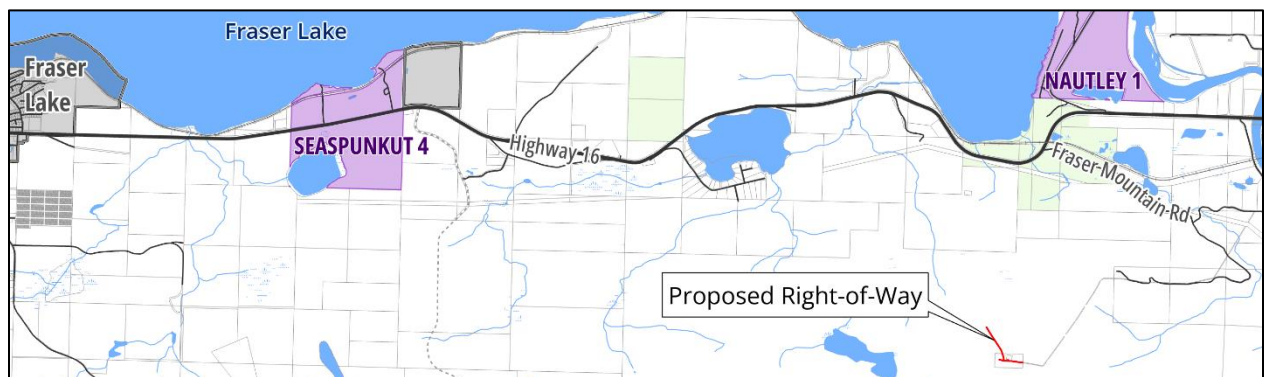 Fraser Lake
Fraser
Lake
NAUTLEY 1
SEASPUNKUT 4
Highway 16
Fraser-Mountain-Rd
Proposed Right-of-Way